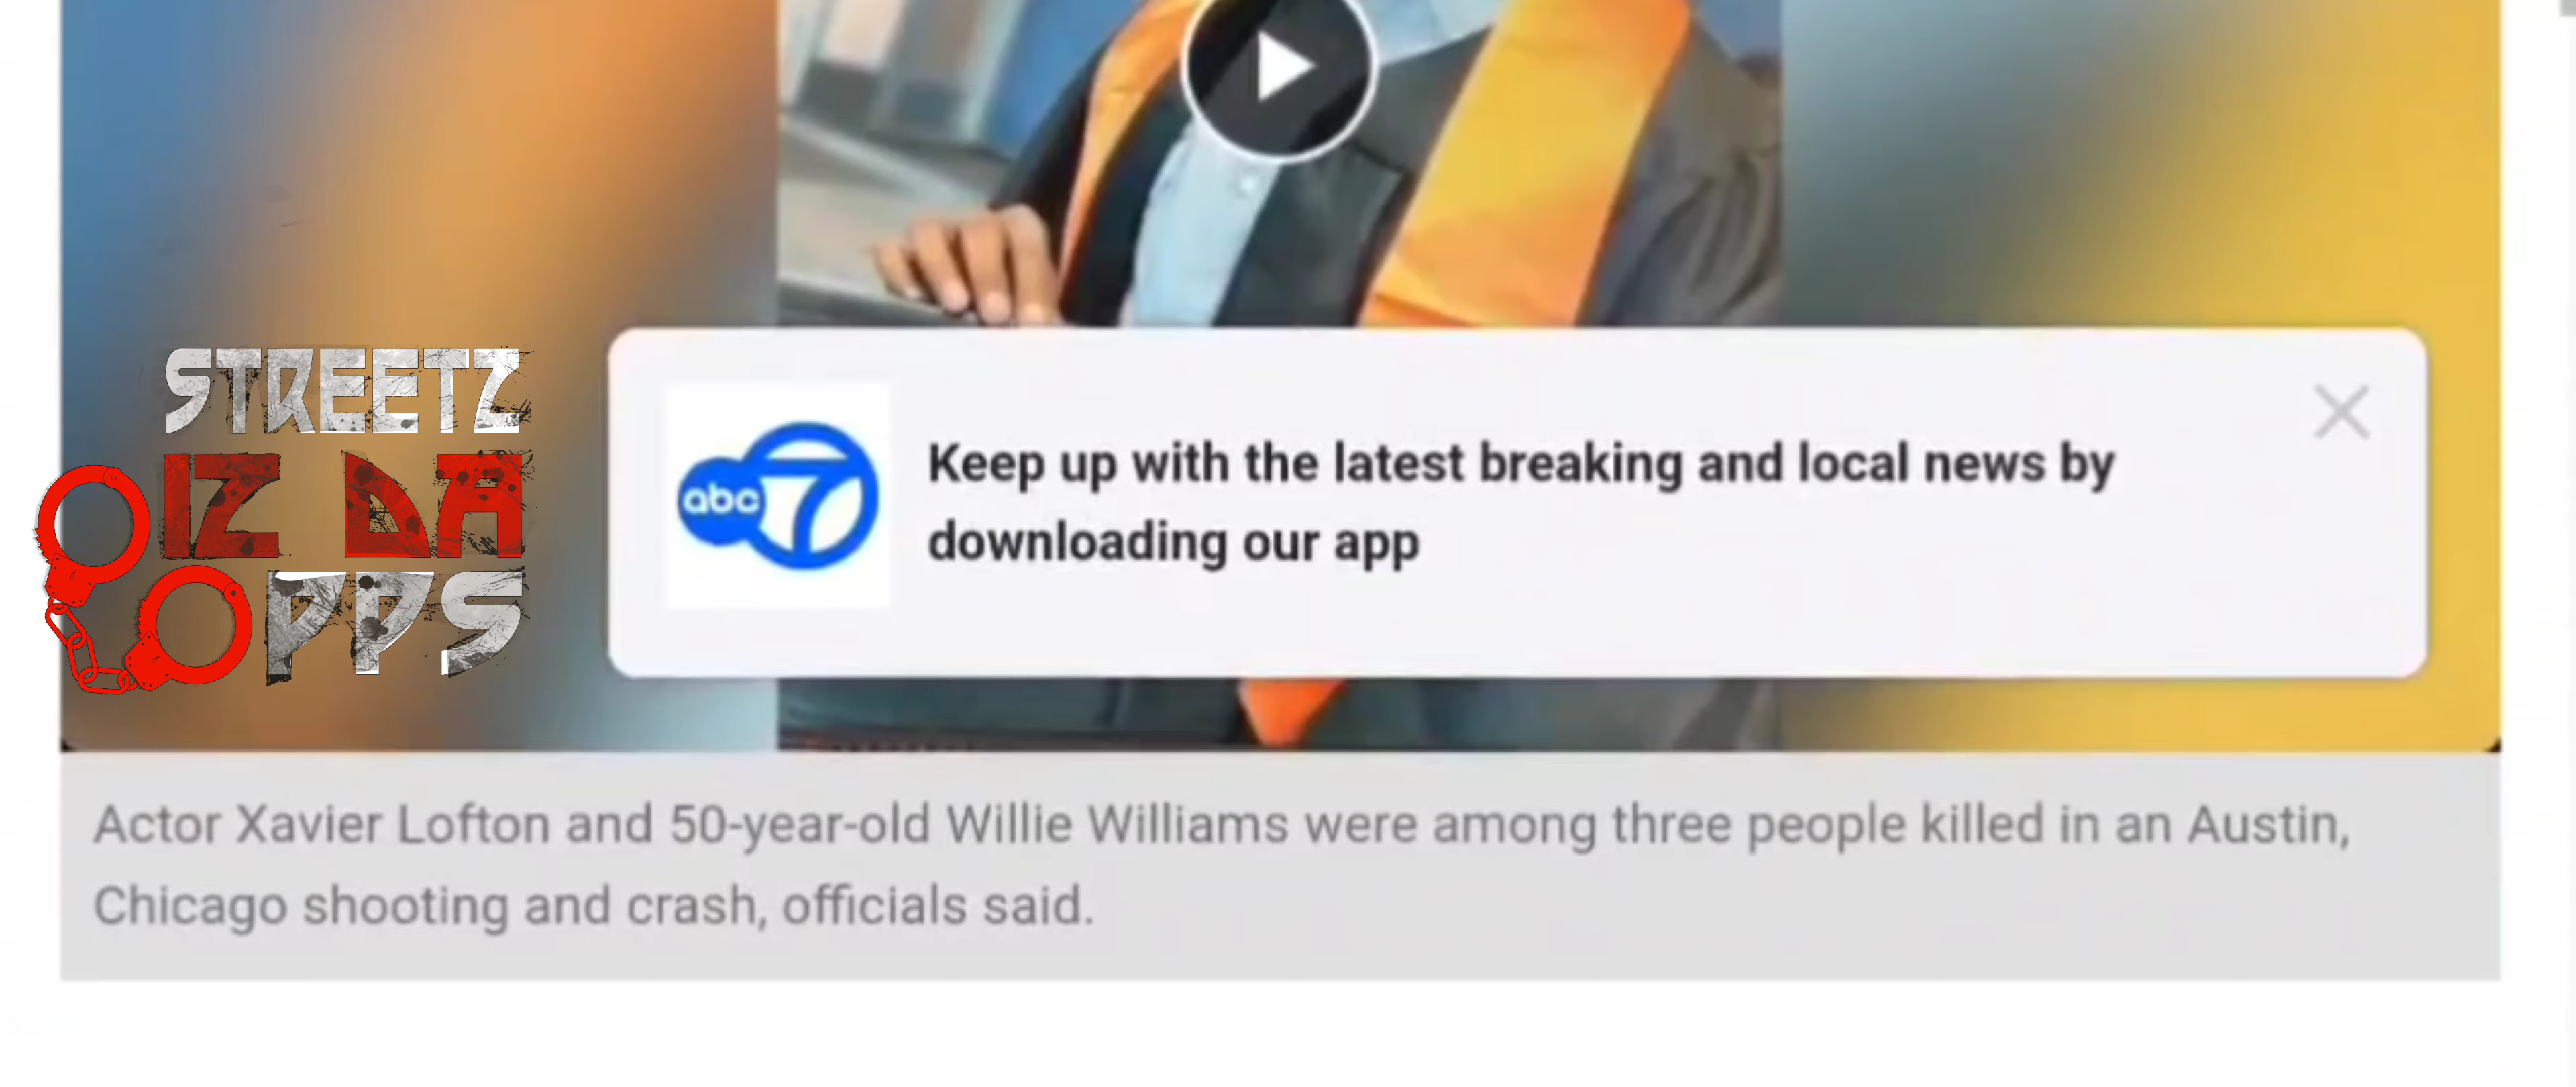 STREETZ
IZ DA
OPPS
abc 7
Keep up with the latest breaking and local news by
downloading our app
Actor Xavier Lofton and 50-year-old Willie Williams were among three people killed in an Austin,
Chicago shooting and crash, officials said.